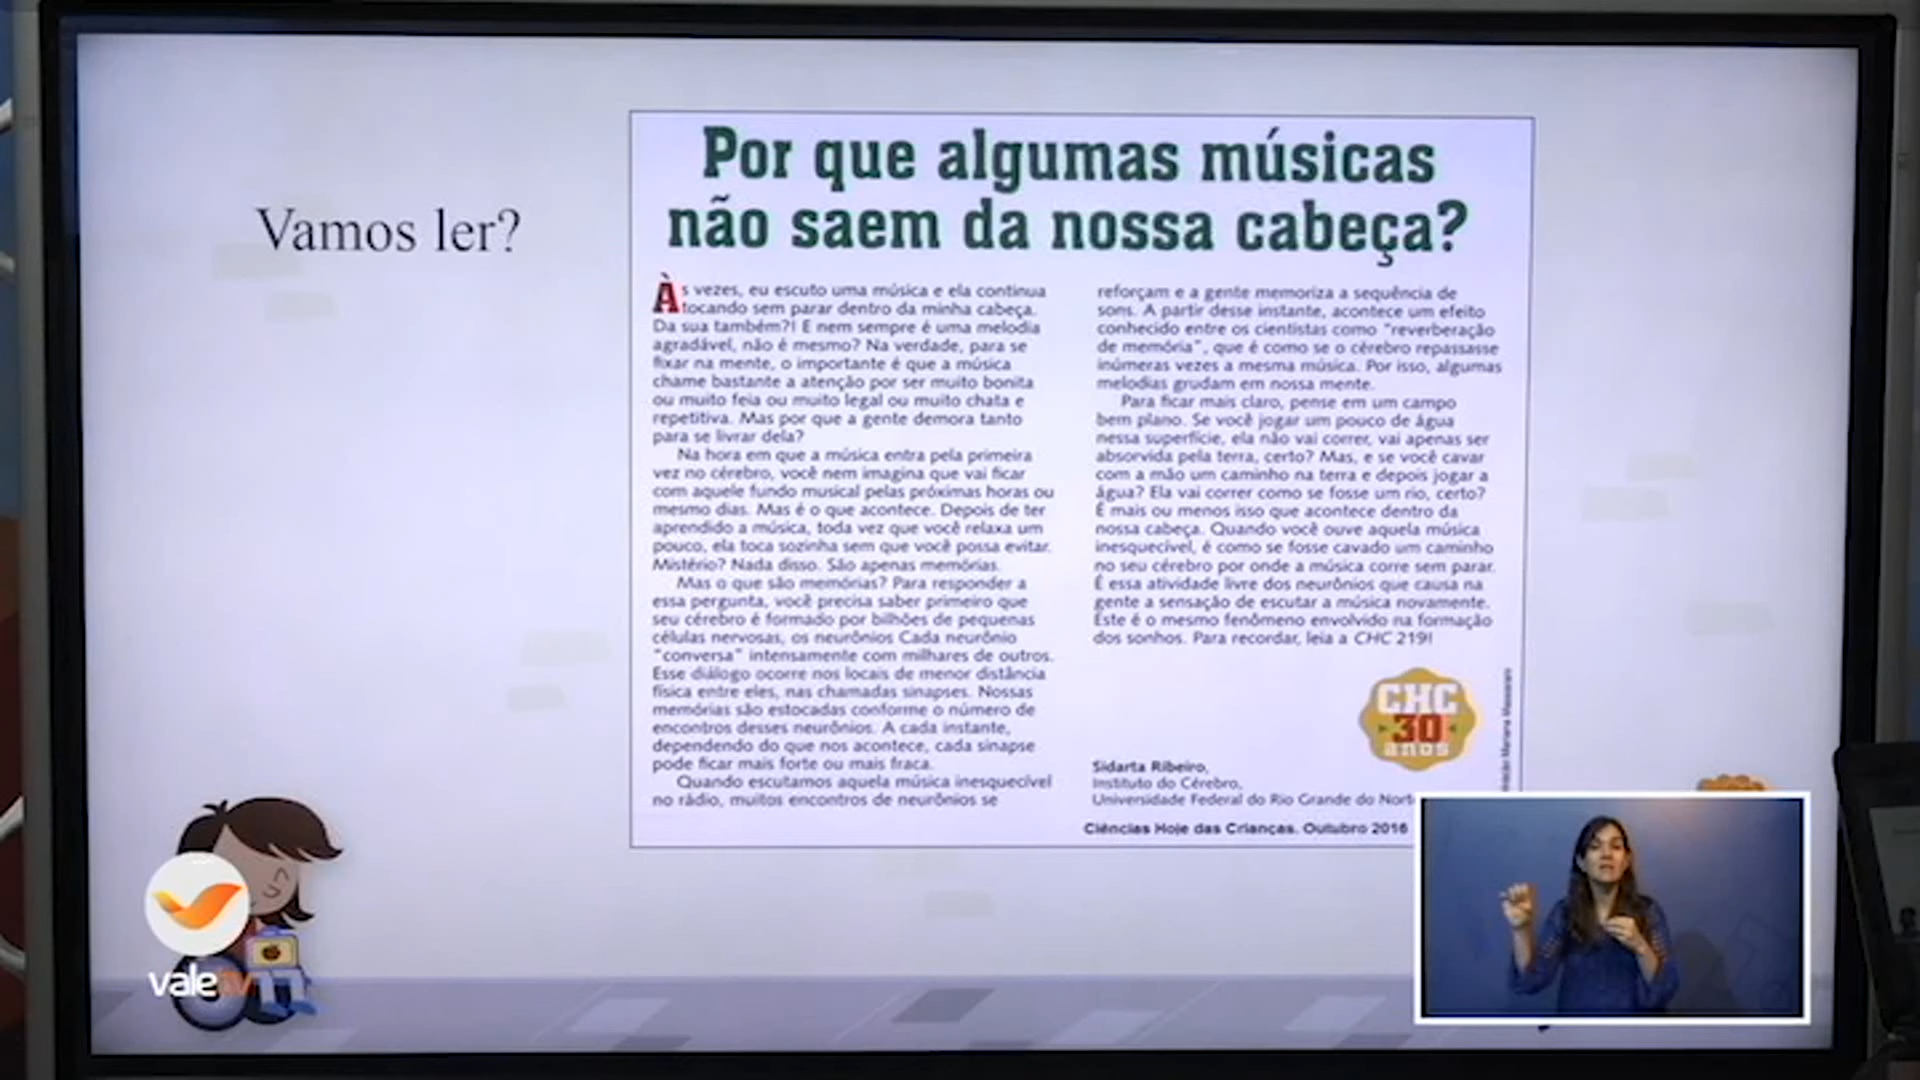 Vamos ler?
Por que algumas músicas
não saem da nossa cabeça?
Às vezes, eu escuto uma música e ela continua
tocando sem parar dentro da minha cabeça.
Da sua também?! E nem sempre é uma melodia
agradável, não é mesmo? Na verdade, para se
fixar na mente, o importante é que a música
chame bastante a atenção por ser muito bonita
ou muito feia ou muito legal ou muito chata e
repetitiva. Mas por que a gente demora tanto
para se livrar dela?
Na hora em que a música entra pela primeira
vez no cérebro, você nem imagina que vai ficar
com aquele fundo musical pelas próximas horas ou
mesmo dias. Mas é o que acontece. Depois de ter
aprendido a música, toda vez que você relaxa um
pouco, ela toca sozinha sem que você possa evitar.
Mistério? Nada disso. São apenas memórias.
Mas o que são memórias? Para responder a
essa pergunta, você precisa saber primeiro que
seu cérebro é formado por bilhões de pequenas
células nervosas, os neurônios Cada neurônio
"conversa" intensamente com milhares de outros.
Esse diálogo ocorre nos locais de menor distância
física entre eles, nas chamadas sinapses. Nossas
memórias são estocadas conforme o número de
encontros desses neurônios. A cada instante,
dependendo do que nos acontece, cada sinapse
pode ficar mais forte ou mais fraca.
Quando escutamos aquela música inesquecível
no rádio, muitos encontros de neurônios se
reforçam e a gente memoriza a sequência de
sons. A partir desse instante, acontece um efeito
conhecido entre os cientistas como "reverberação
de memória", que é como se o cérebro repassasse
inúmeras vezes a mesma música. Por isso, algumas
melodias grudam em nossa mente.
Para ficar mais claro, pense em um campo
bem plano. Se você jogar um pouco de água
nessa superfície, ela não vai correr, vai apenas ser
absorvida pela terra, certo? Mas, e se você cavar
com a mão um caminho na terra e depois jogar a
água? Ela vai correr como se fosse um rio, certo?
É mais ou menos isso que acontece dentro da
nossa cabeça. Quando você ouve aquela música
inesquecível, é como se fosse cavado um caminho
no seu cérebro por onde a música corre sem parar.
É essa atividade livre dos neurônios que causa na
gente a sensação de escutar a música novamente.
Este é o mesmo fenômeno envolvido na formação
dos sonhos. Para recordar, leia a CHC 219!
CHC
30
anos
Sidarta Ribeiro,
Instituto do Cérebro,
Universidade Federal do Rio Grande do Norte
Ciências Hoje das Crianças. Outubro 2016
valetv